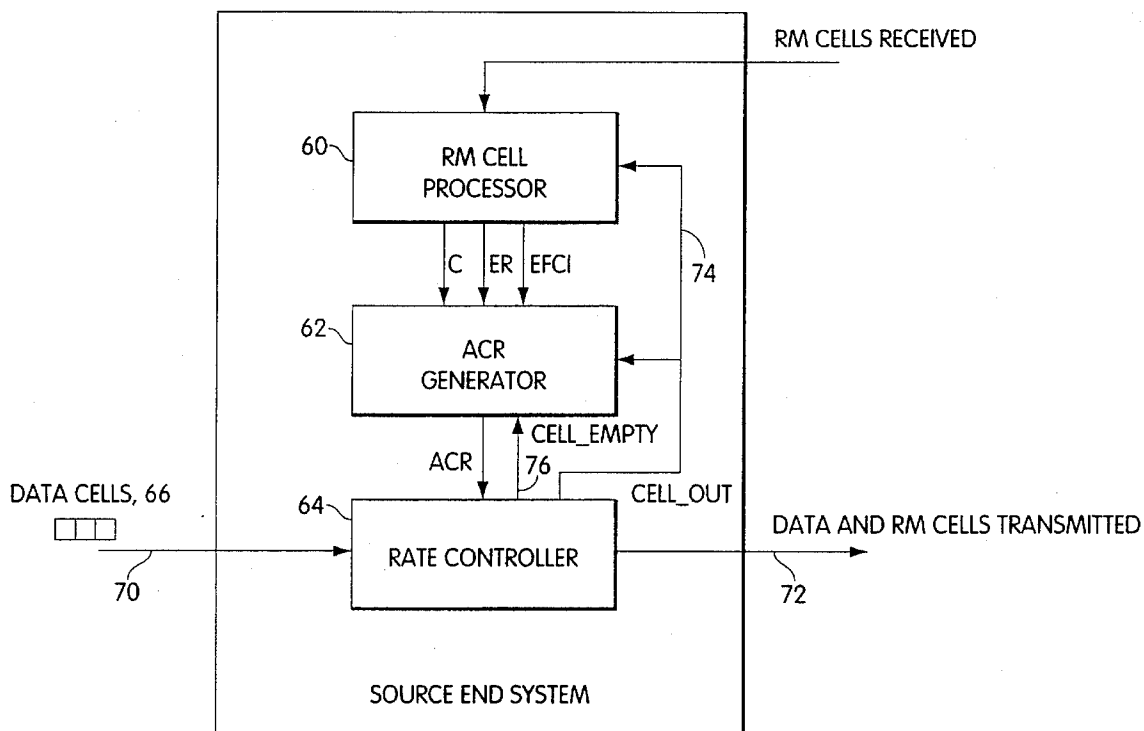 RM CELLS RECEIVED
60
RM CELL
PROCESSOR
74
C ER EFCI
62
ACR
GENERATOR
CELL_EMPTY
ACR
76
DATA CELLS, 66
64
CELL_OUT
DATA AND RM CELLS TRANSMITTED
RATE CONTROLLER
70
72
SOURCE END SYSTEM